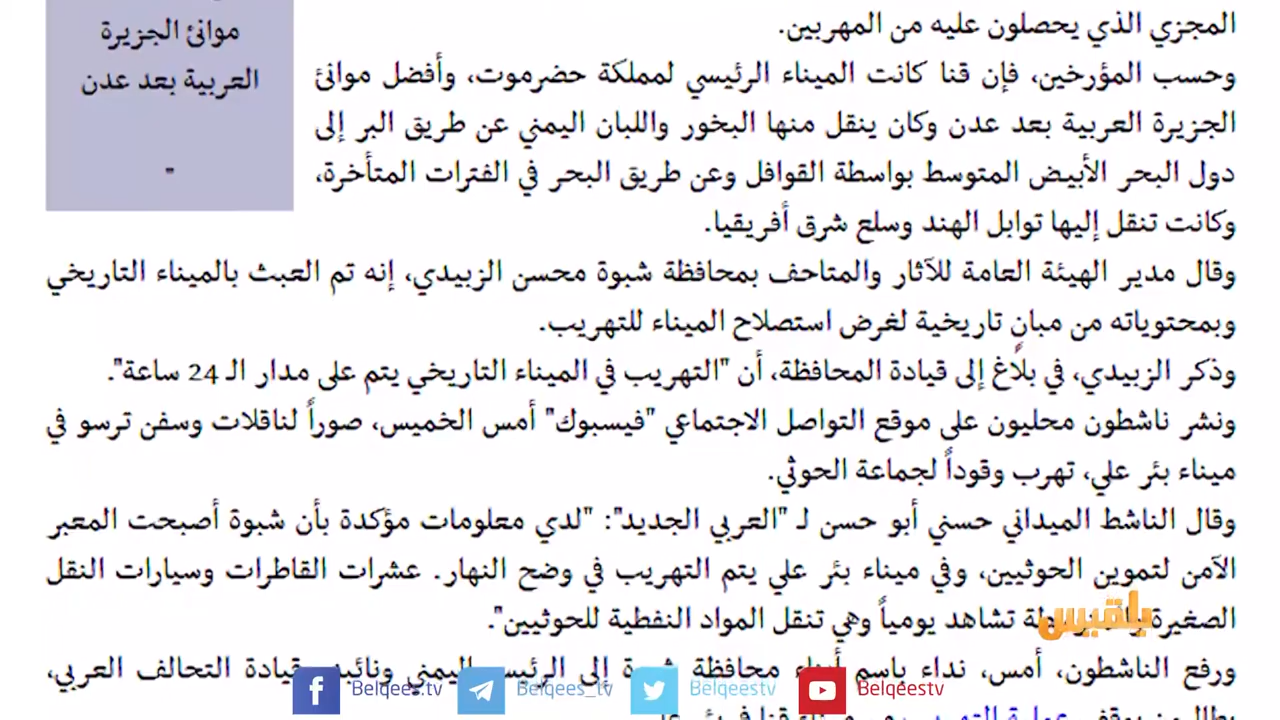 المجزي الذي يحصلون عليه من المهربين.
موانئ الجزيرة
العربية بعد عدن
-
وحسب المؤرخين، فإن قنا كانت الميناء الرئيسي لمملكة حضرموت، وأفضل موانئ
الجزيرة العربية بعد عدن وكان ينقل منها البخور واللبان اليمني عن طريق البر إلى
دول البحر الأبيض المتوسط بواسطة القوافل وعن طريق البحر في الفترات المتأخرة،
وكانت تنقل إليها توابل الهند وسلع شرق أفريقيا.
وقال مدير الهيئة العامة للآثار والمتاحف بمحافظة شبوة محسن الزبيدي، إنه تم العبث بالميناء التاريخي
وبمحتوياته من مبانٍ تاريخية لغرض استصلاح الميناء للتهريب.
وذكر الزبيدي، في بلاغ إلى قيادة المحافظة، أن "التهريب في الميناء التاريخي يتم على مدار الـ 24 ساعة".
ونشر ناشطون محليون على موقع التواصل الاجتماعي "فيسبوك" أمس الخميس، صوراً لناقلات وسفن ترسو في
ميناء بئر علي، تهرب وقوداً لجماعة الحوثي.
وقال الناشط الميداني حسني أبو حسن لـ "العربي الجديد": "لدي معلومات مؤكدة بأن شبوة أصبحت المعبر
الآمن لتموين الحوثيين، وفي ميناء بئر علي يتم التهريب في وضح النهار. عشرات القاطرات وسيارات النقل
الصغيرة تشاهد يومياً وهي تنقل المواد النفطية للحوثيين".
بلقيس
ورفع الناشطون، أمس، نداء باسم أبناء محافظة شبوة إلى الرئيس اليمني ونائبه وقيادة التحالف العربي،
Belqees.tv
Belqees_tv
Belqeestv
Belqeestv